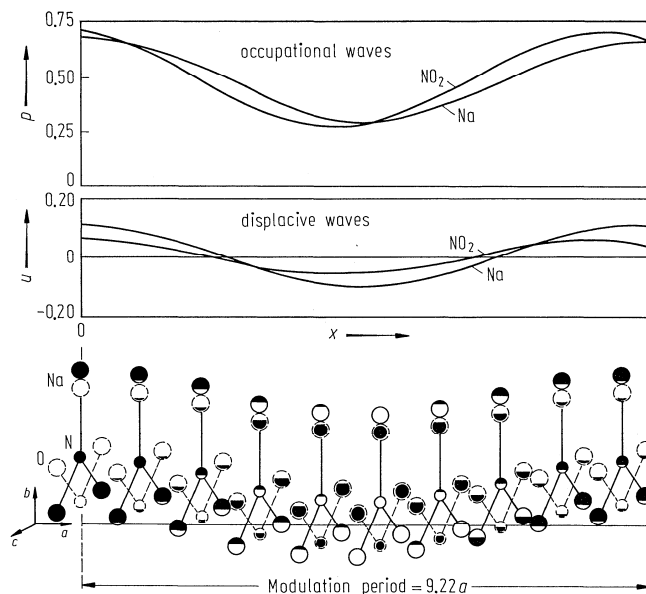 0.75
occupational waves
0.50
NO2
p
0.25
Na
0
0.20
displacive waves
NO2
u
0
Na
-0.20
0
x
Na
N
O
b
a
c
Modulation period = 9.22a